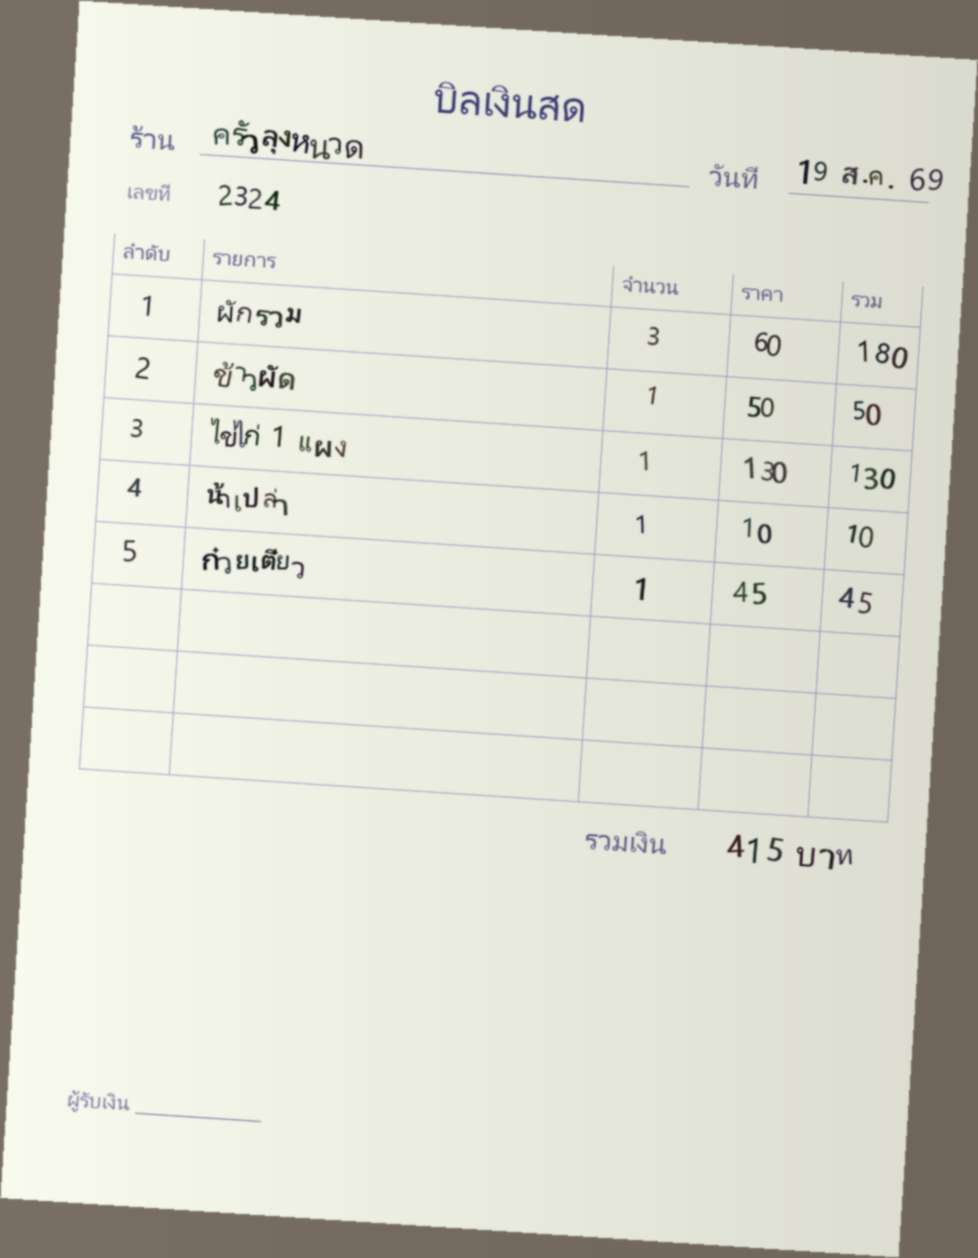 บิลเงินสด
ร้าน ครัวลุงหนวด วันที่ 19 ส.ค. 69
เลขที่ 2324
ลำดับ รายการ จำนวน ราคา รวม
1 ผักรวม 3 60 180
2 ข้าวผัด 1 50 50
3 ไข่ไก่ 1 แผง 1 130 130
4 น้ำเปล่า 1 10 10
5 ก๋วยเตี๋ยว 1 45 45
รวมเงิน 415 บาท
ผู้รับเงิน